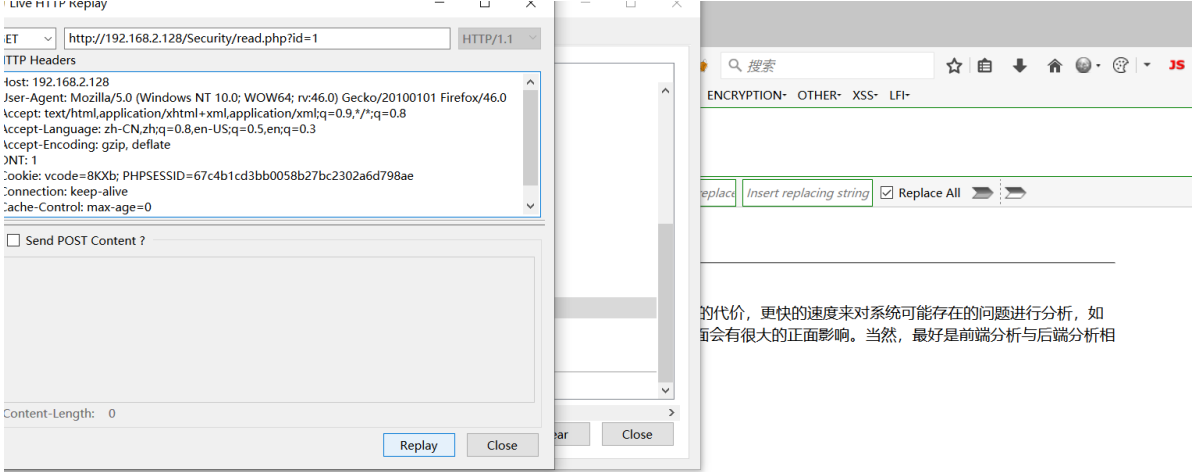 Live HTTP Replay
GET
http://192.168.2.128/Security/read.php?id=1
HTTP/1.1
HTTP Headers
Host: 192.168.2.128
User-Agent: Mozilla/5.0 (Windows NT 10.0; WOW64; rv:46.0) Gecko/20100101 Firefox/46.0
Accept: text/html,application/xhtml+xml,application/xml;q=0.9,*/*;q=0.8
Accept-Language: zh-CN,zh;q=0.8,en-US;q=0.5,en;q=0.3
Accept-Encoding: gzip, deflate
DNT: 1
Cookie: vcode=8KXb; PHPSESSID=67c4b1cd3bb0058b27bc2302a6d798ae
Connection: keep-alive
Cache-Control: max-age=0
Send POST Content ?
Content-Length: 0
Replay
Close
ear
Close
搜索
JS
ENCRYPTION OTHER XSS LFI
replace
Insert replacing string
Replace All
的代价，更快的速度来对系统可能存在的问题进行分析，如
面会有很大的正面影响。当然，最好是前端分析与后端分析相